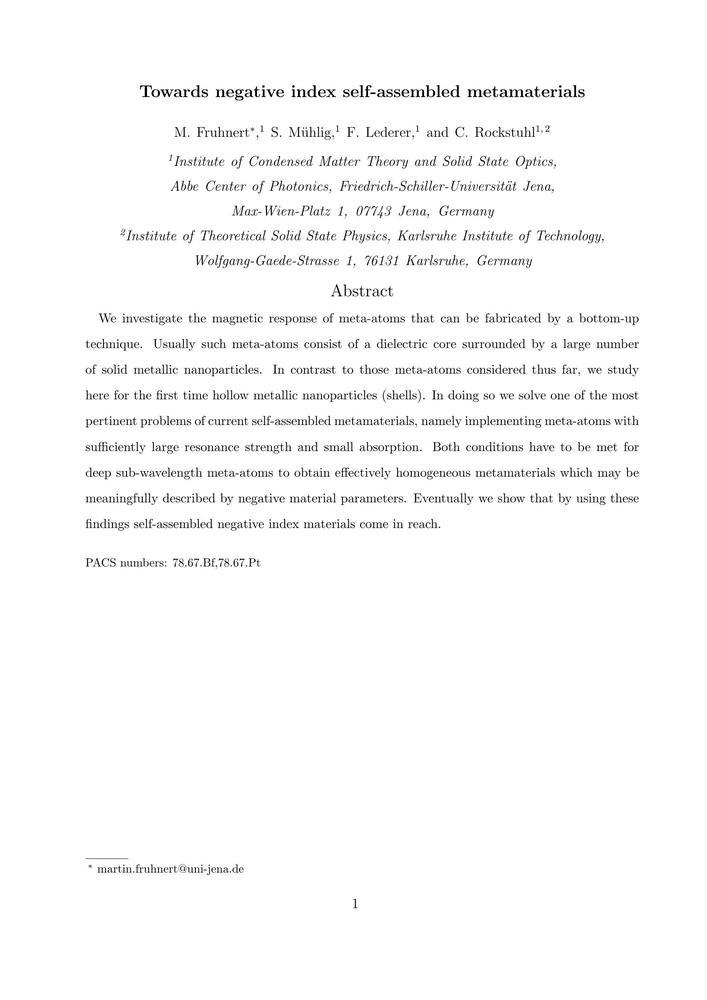 Towards negative index self-assembled metamaterials
M. Fruhnert*,1 S. Mühlig,1 F. Lederer,1 and C. Rockstuhl1, 2
1Institute of Condensed Matter Theory and Solid State Optics,
Abbe Center of Photonics, Friedrich-Schiller-Universität Jena,
Max-Wien-Platz 1, 07743 Jena, Germany
2Institute of Theoretical Solid State Physics, Karlsruhe Institute of Technology,
Wolfgang-Gaede-Strasse 1, 76131 Karlsruhe, Germany
Abstract
We investigate the magnetic response of meta-atoms that can be fabricated by a bottom-up
technique. Usually such meta-atoms consist of a dielectric core surrounded by a large number
of solid metallic nanoparticles. In contrast to those meta-atoms considered thus far, we study
here for the first time hollow metallic nanoparticles (shells). In doing so we solve one of the most
pertinent problems of current self-assembled metamaterials, namely implementing meta-atoms with
sufficiently large resonance strength and small absorption. Both conditions have to be met for
deep sub-wavelength meta-atoms to obtain effectively homogeneous metamaterials which may be
meaningfully described by negative material parameters. Eventually we show that by using these
findings self-assembled negative index materials come in reach.
PACS numbers: 78.67.Bf,78.67.Pt
* martin.fruhnert@uni-jena.de
1